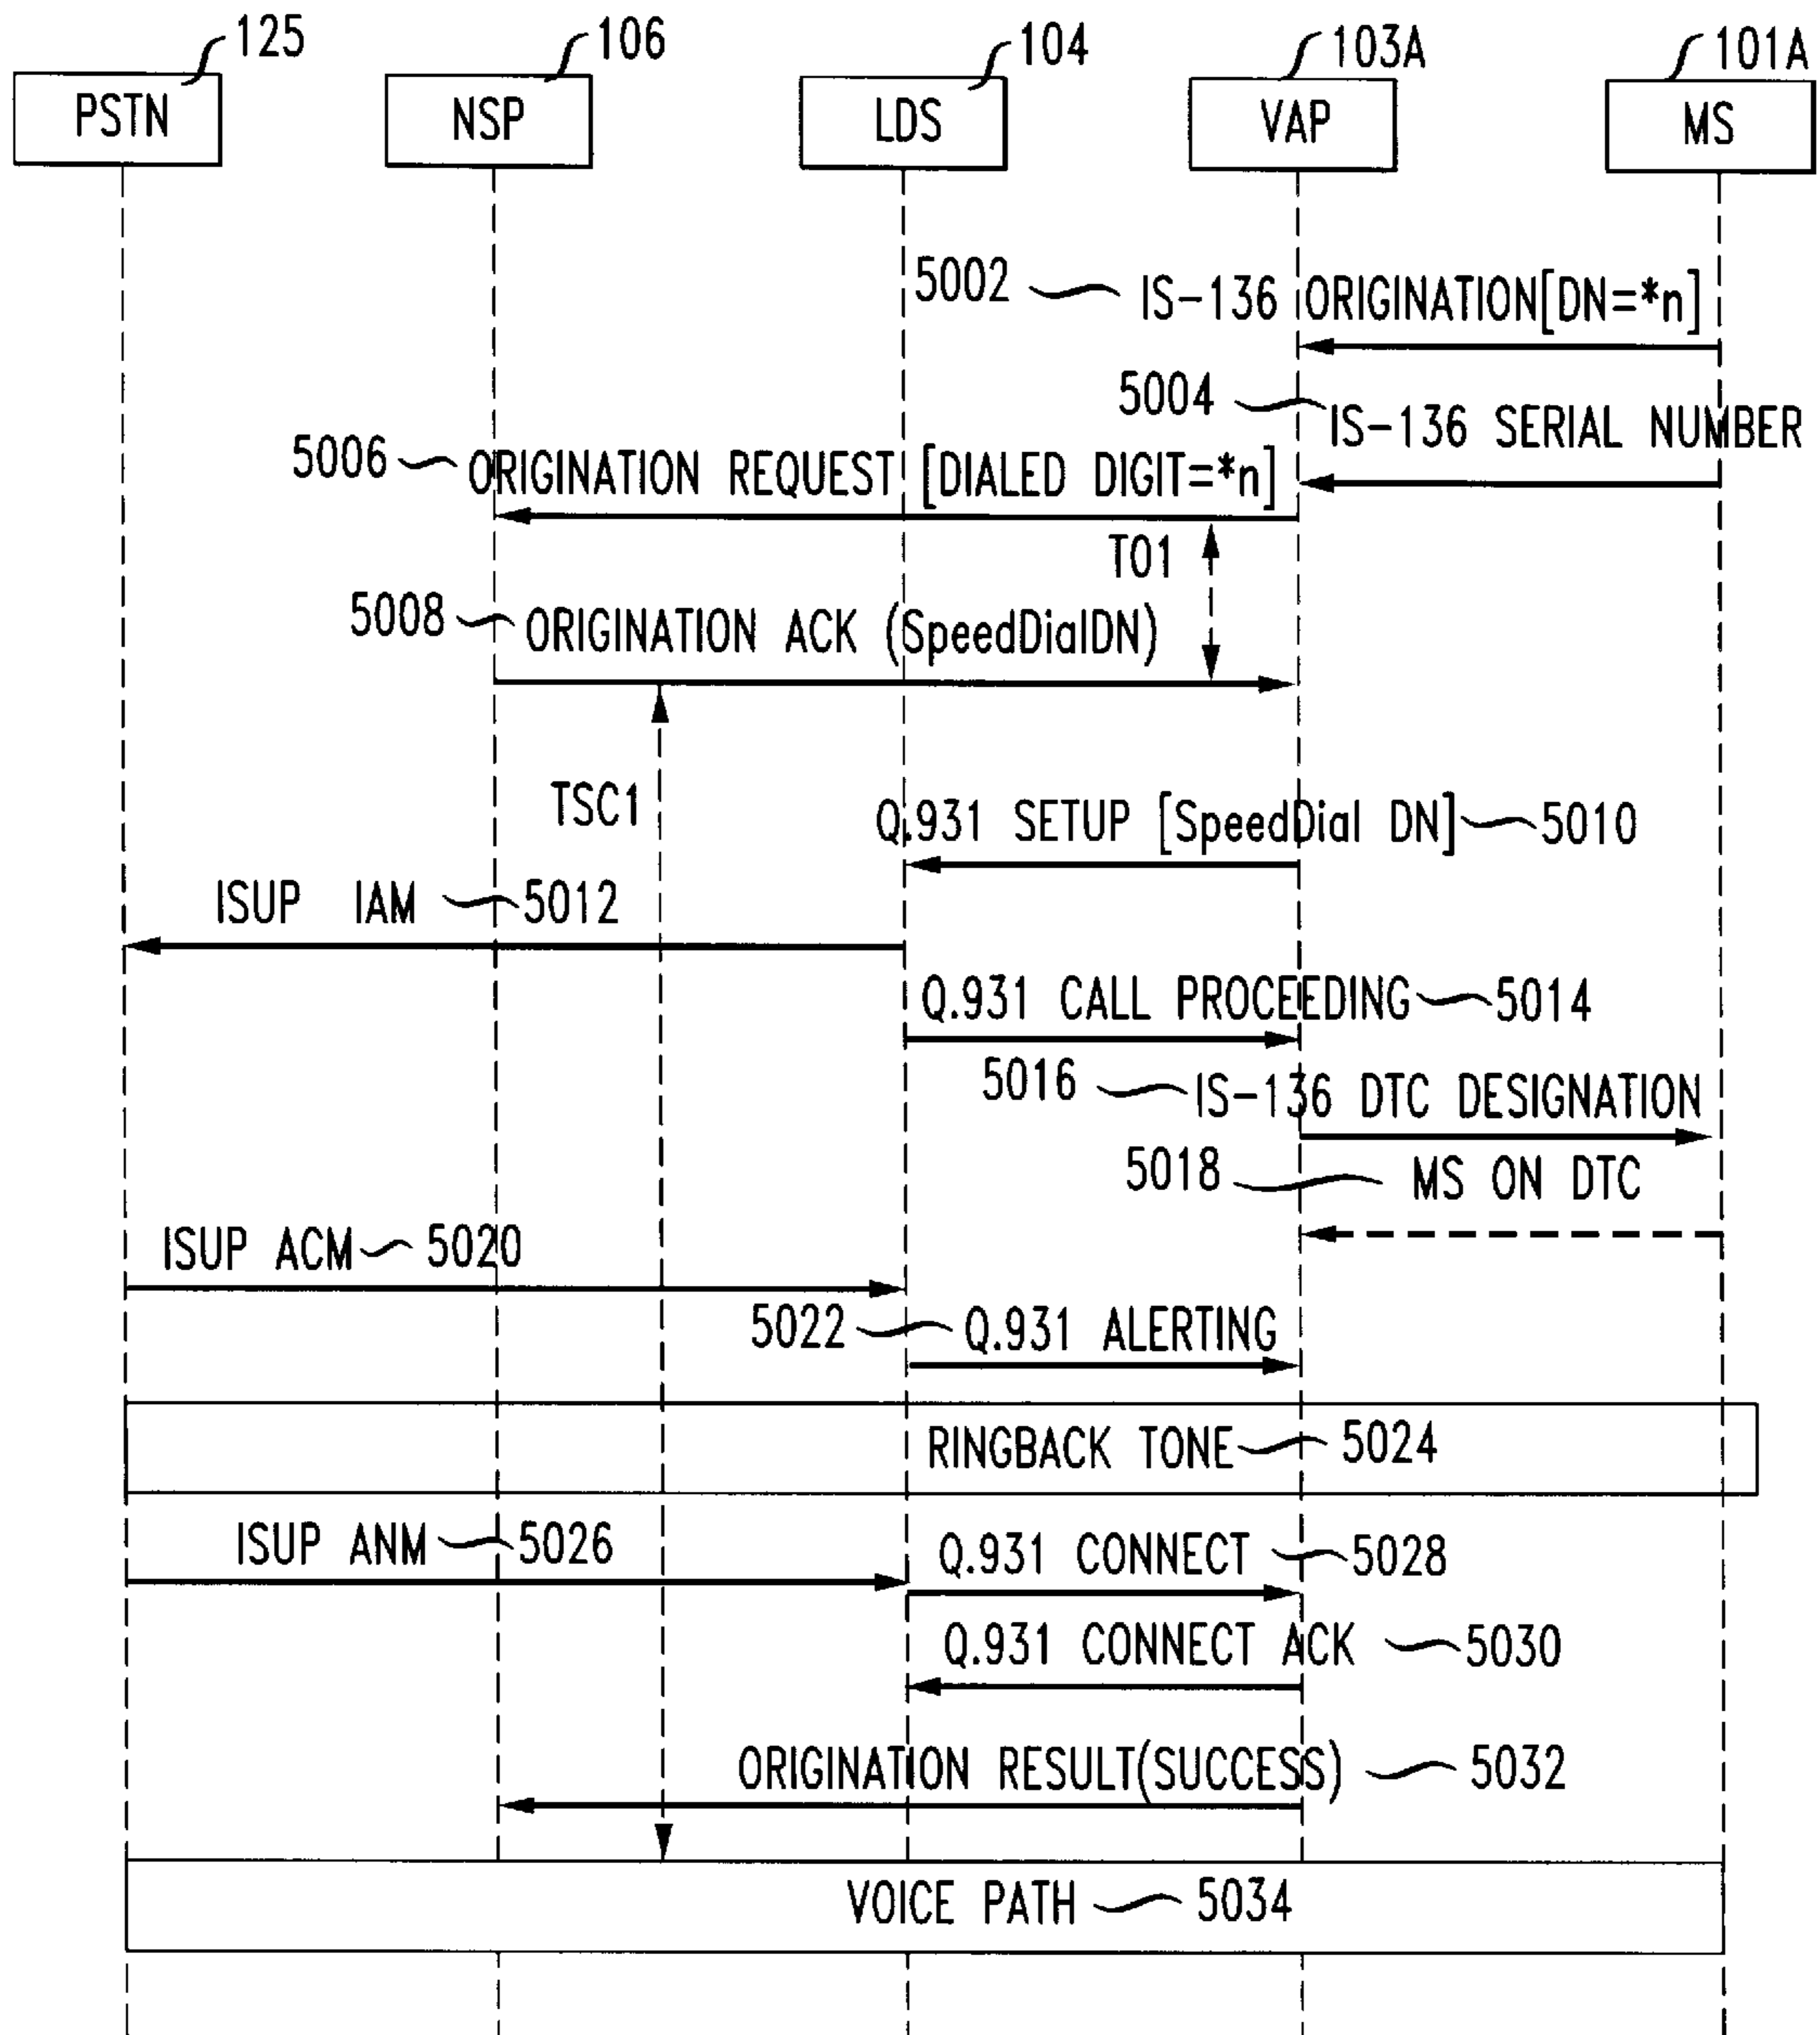 125
106
104
103A
101A
PSTN
NSP
LDS
VAP
MS
5002 IS-136 ORIGINATION[DN=*n]
5004 IS-136 SERIAL NUMBER
5006 ORIGINATION REQUEST [DIALED DIGIT=*n]
T01
5008 ORIGINATION ACK (SpeedDialDN)
TSC1
Q.931 SETUP [SpeedDial DN] 5010
ISUP IAM 5012
Q.931 CALL PROCEEDING 5014
5016 IS-136 DTC DESIGNATION
5018 MS ON DTC
ISUP ACM 5020
5022 Q.931 ALERTING
RINGBACK TONE 5024
ISUP ANM 5026
Q.931 CONNECT 5028
Q.931 CONNECT ACK 5030
ORIGINATION RESULT(SUCCESS) 5032
VOICE PATH 5034